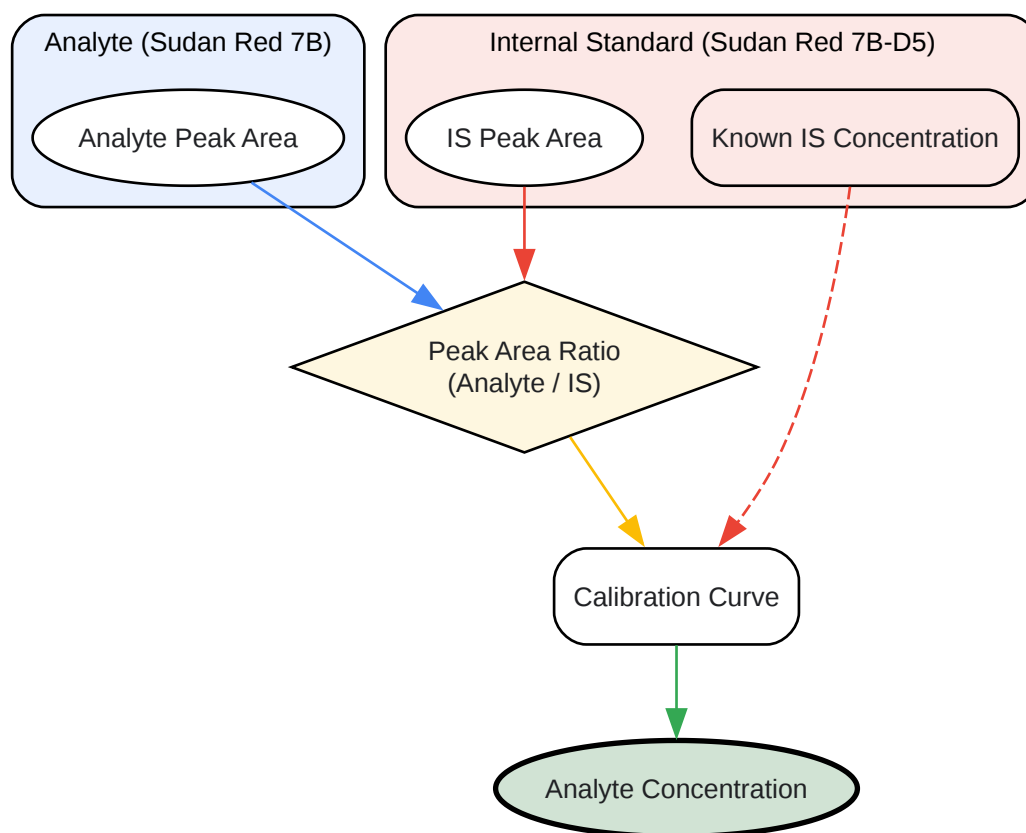 Analyte (Sudan Red 7B)
Internal Standard (Sudan Red 7B-D5)
Analyte Peak Area
IS Peak Area
Known IS Concentration
Peak Area Ratio
(Analyte / IS)
Calibration Curve
Analyte Concentration